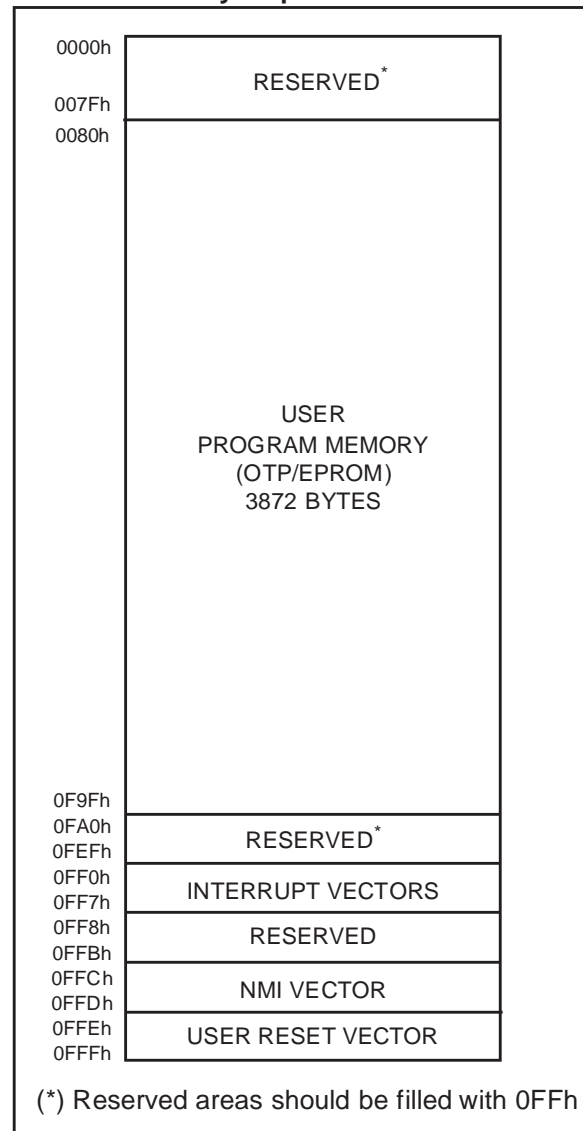 0000h
RESERVED*
007Fh
0080h
USER
PROGRAM MEMORY
(OTP/EPROM)
3872 BYTES
0F9Fh
0FA0h
RESERVED*
0FEFh
0FF0h
INTERRUPT VECTORS
0FF7h
0FF8h
RESERVED
0FFBh
0FFCh
NMI VECTOR
0FFDh
0FFEh
USER RESET VECTOR
0FFFh
(*) Reserved areas should be filled with 0FFh